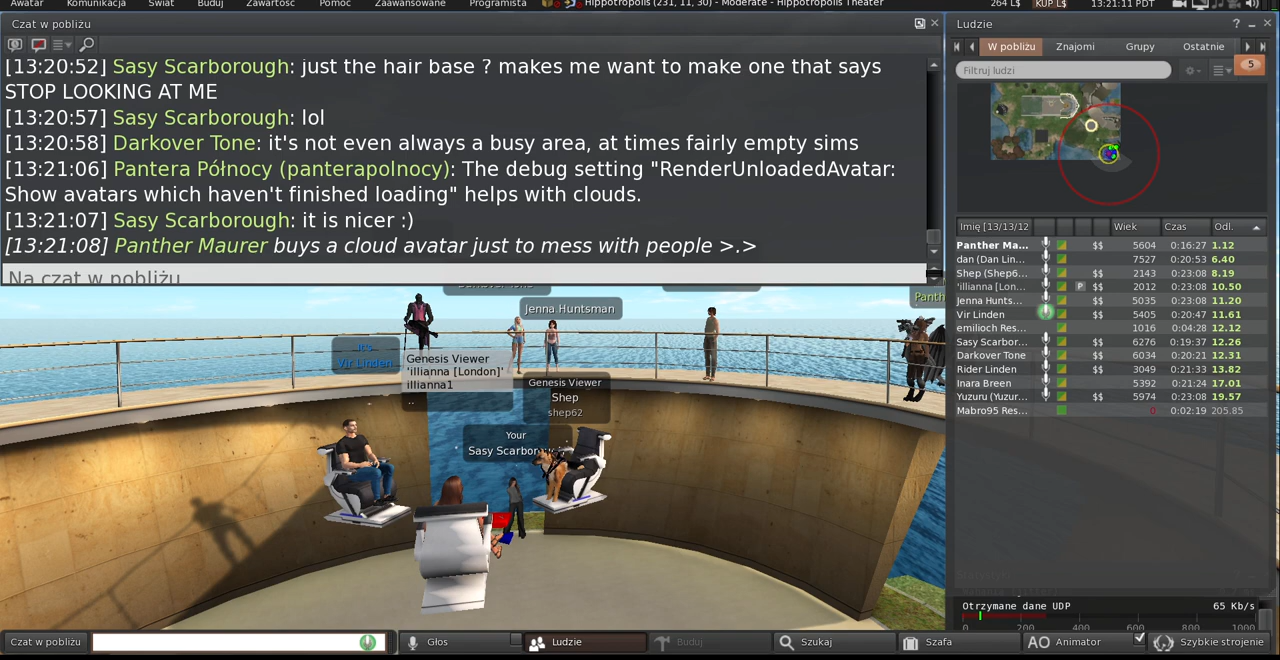 Awatar Komunikacja Świat Buduj Zawartość Pomoc Zaawansowane Programista Hippotropolis (231, 11, 30) - Moderate - Hippotropolis Theater 264 L$ KUP L$ 13:21:11 PDT
Czat w pobliżu
[13:20:52] Sasy Scarborough: just the hair base ? makes me want to make one that says
STOP LOOKING AT ME
[13:20:57] Sasy Scarborough: lol
[13:20:58] Darkover Tone: it's not even always a busy area, at times fairly empty sims
[13:21:06] Pantera Północy (panterapolnocy): The debug setting "RenderUnloadedAvatar:
Show avatars which haven't finished loading" helps with clouds.
[13:21:07] Sasy Scarborough: it is nicer :)
[13:21:08] Panther Maurer buys a cloud avatar just to mess with people >.>
Na czat w pobliżu
Darkover Tone
Jenna Huntsman
Panth
It's
Vir Linden
Genesis Viewer
'illianna [London]'
illianna1
..
Genesis Viewer
Shep
shep62
Your
Sasy Scarborou
Ludzie
? _ ×
W pobliżu Znajomi Grupy Ostatnie
Filtruj ludzi
5
Imię [13/13/12 Wiek Czas Odl.
Panther Ma... $$ 5604 0:16:27 1.12
dan (Dan Lin... 7527 0:20:53 6.40
Shep (Shep6... $$ 2143 0:23:08 8.19
'illianna [Lon... P $$ 2012 0:23:08 10.50
Jenna Hunts... $$ 5035 0:23:08 11.20
Vir Linden $$ 5405 0:20:47 11.61
emilioch Res... 1016 0:04:28 12.12
Sasy Scarbor... $$ 6276 0:19:37 12.26
Darkover Tone $$ 6034 0:20:21 12.31
Rider Linden $$ 3049 0:21:33 13.82
Inara Breen 5392 0:21:24 17.01
Yuzuru (Yuzur... $$ 5974 0:23:08 19.57
Mabro95 Res... 0 0:02:19 205.85
Otrzymane dane UDP 65 Kb/s
0 200 400 600 800 1000
Czat w pobliżu Głos Ludzie Buduj Szukaj Szafa AO Animator Szybkie strojenie